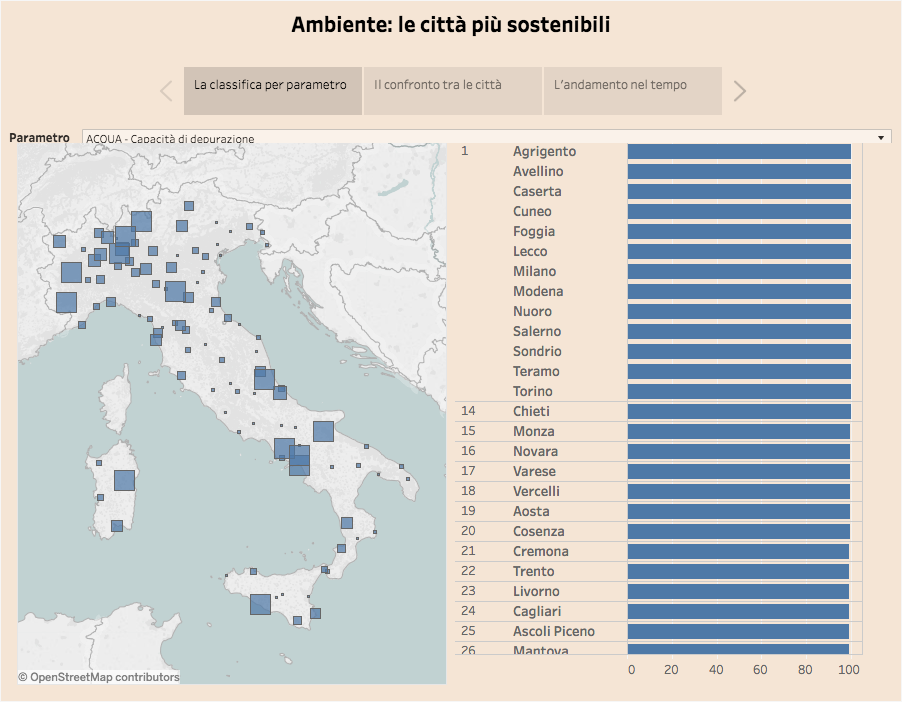 Ambiente: le città più sostenibili
La classifica per parametro
Il confronto tra le città
L'andamento nel tempo
Parametro
ACQUA - Capacità di depurazione
1 Agrigento
Avellino
Caserta
Cuneo
Foggia
Lecco
Milano
Modena
Nuoro
Salerno
Sondrio
Teramo
Torino
14 Chieti
15 Monza
16 Novara
17 Varese
18 Vercelli
19 Aosta
20 Cosenza
21 Cremona
22 Trento
23 Livorno
24 Cagliari
25 Ascoli Piceno
26 Mantova
0 20 40 60 80 100
© OpenStreetMap contributors